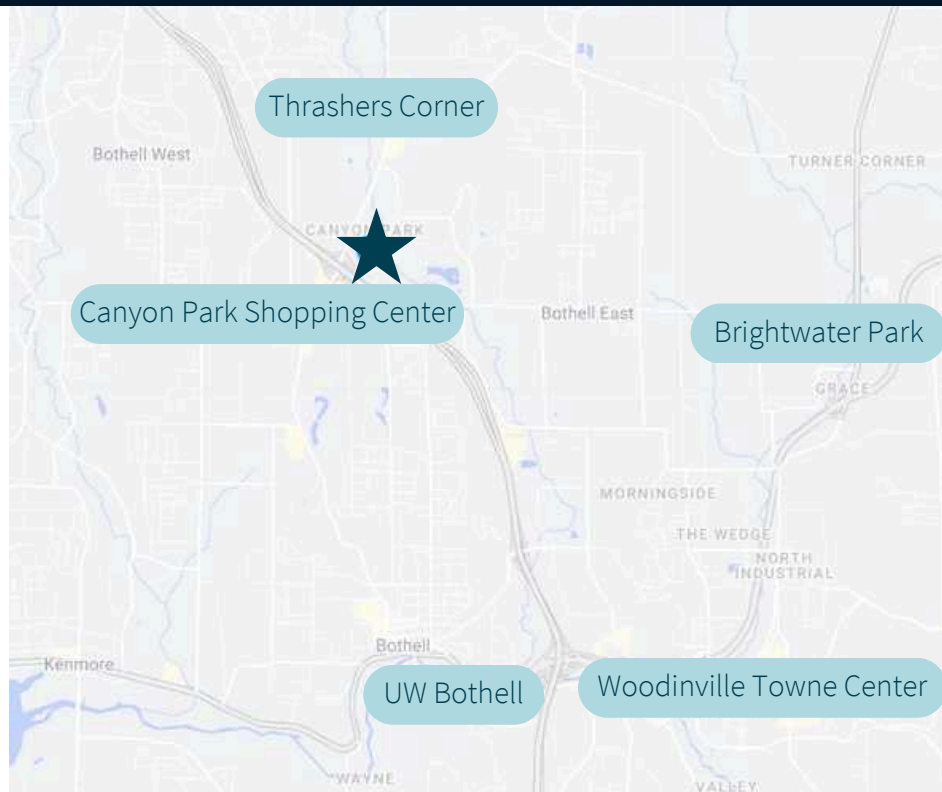 Thrashers Corner
Bothell West
TURNER CORNER
CANYON PARK
Canyon Park Shopping Center
Bothell East
Brightwater Park
GRACE
MORNINGSIDE
THE WEDGE
NORTH
INDUSTRIAL
Bothell
Kenmore
UW Bothell
Woodinville Towne Center
WAYNE
VALLEY